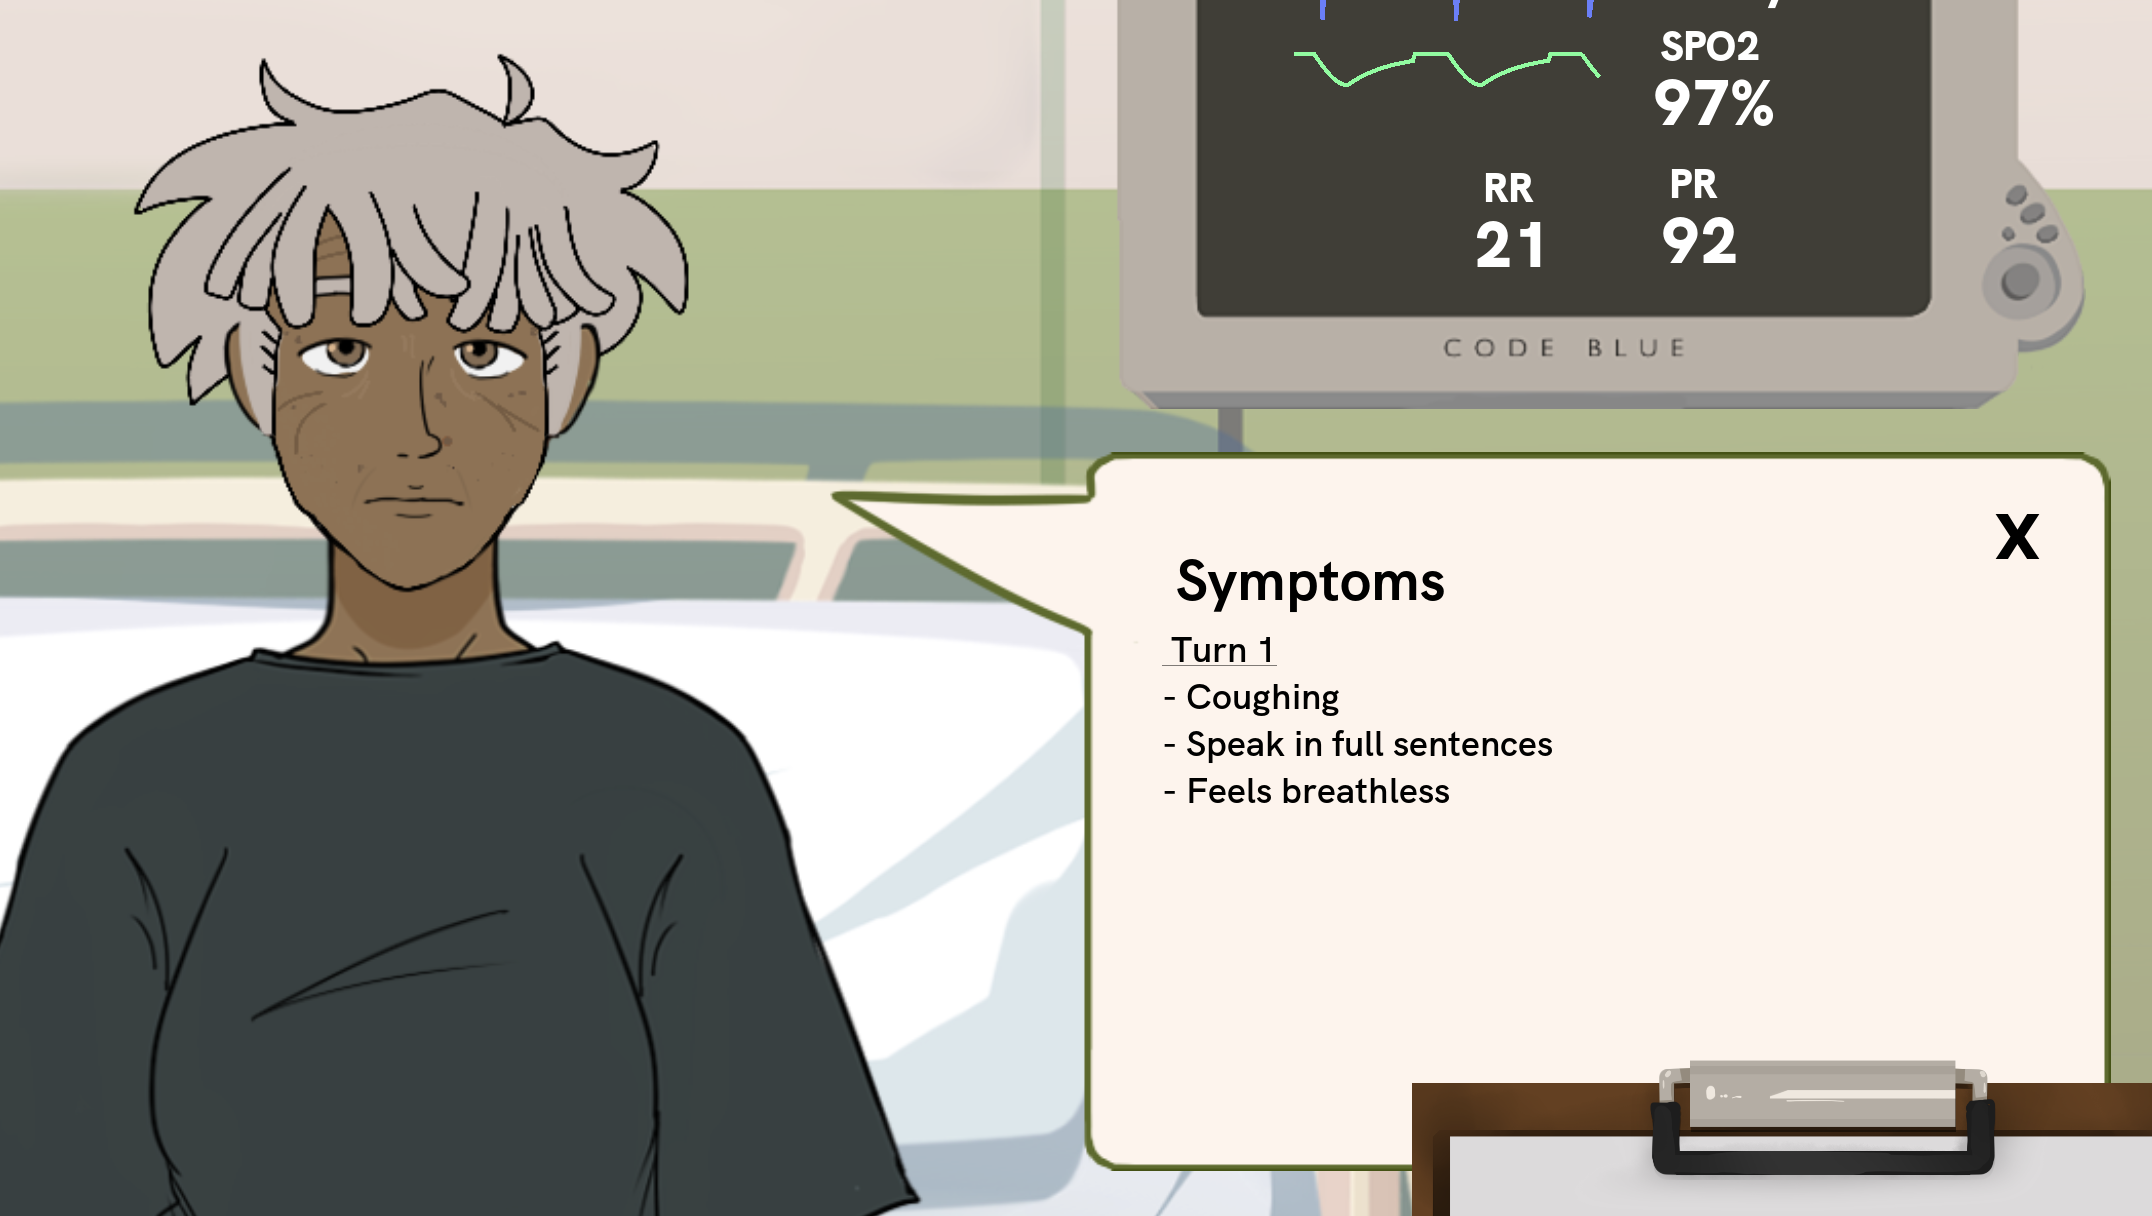 SPO2
97%
RR
PR
21
92
CODE BLUE
X
Symptoms
Turn 1
- Coughing
- Speak in full sentences
- Feels breathless